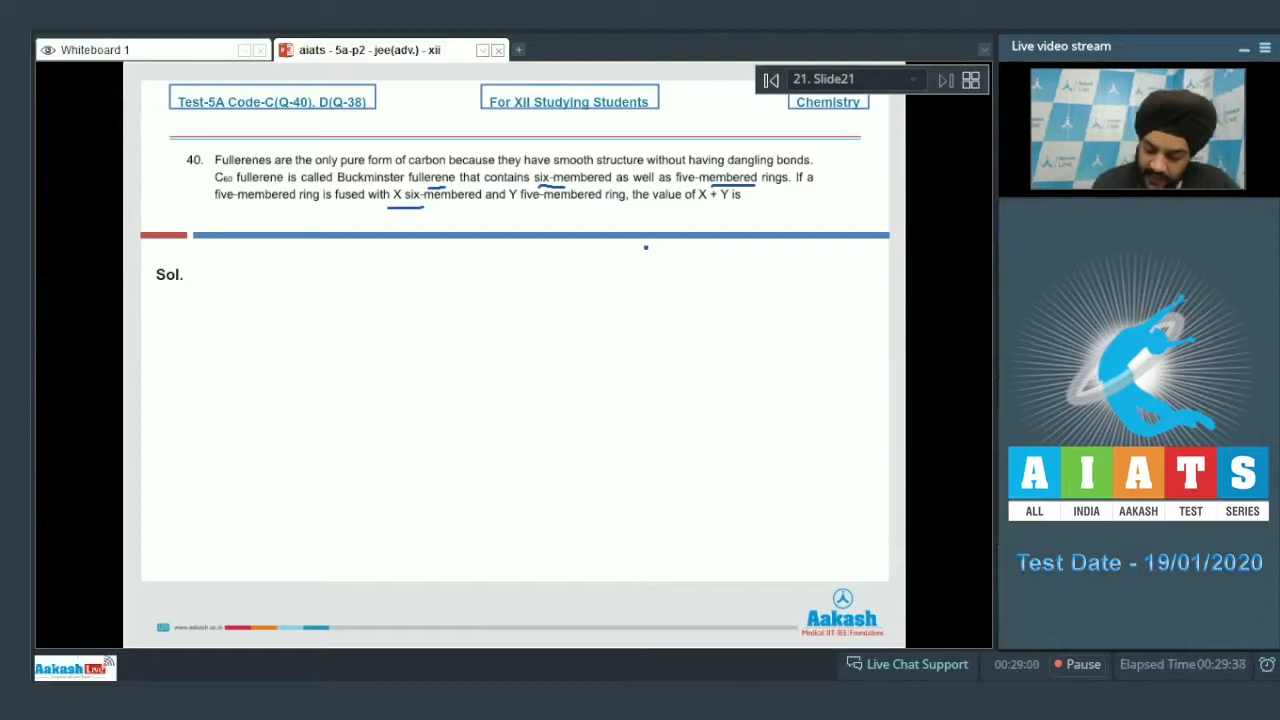 Whiteboard 1
aiats - 5a-p2 - jee(adv.) - xii
Live video stream
21. Slide21
Test-5A Code-C(Q-40), D(Q-38)
For XII Studying Students
Chemistry
40. Fullerenes are the only pure form of carbon because they have smooth structure without having dangling bonds.
C60 fullerene is called Buckminster fullerene that contains six-membered as well as five-membered rings. If a
five-membered ring is fused with X six-membered and Y five-membered ring, the value of X + Y is
Sol.
AIATS
ALL INDIA AAKASH TEST SERIES
Test Date - 19/01/2020
www.aakash.ac.in
Aakash
Medical|IIT-JEE|Foundations
Aakash Live
Live Chat Support
00:29:00
Pause
Elapsed Time 00:29:38